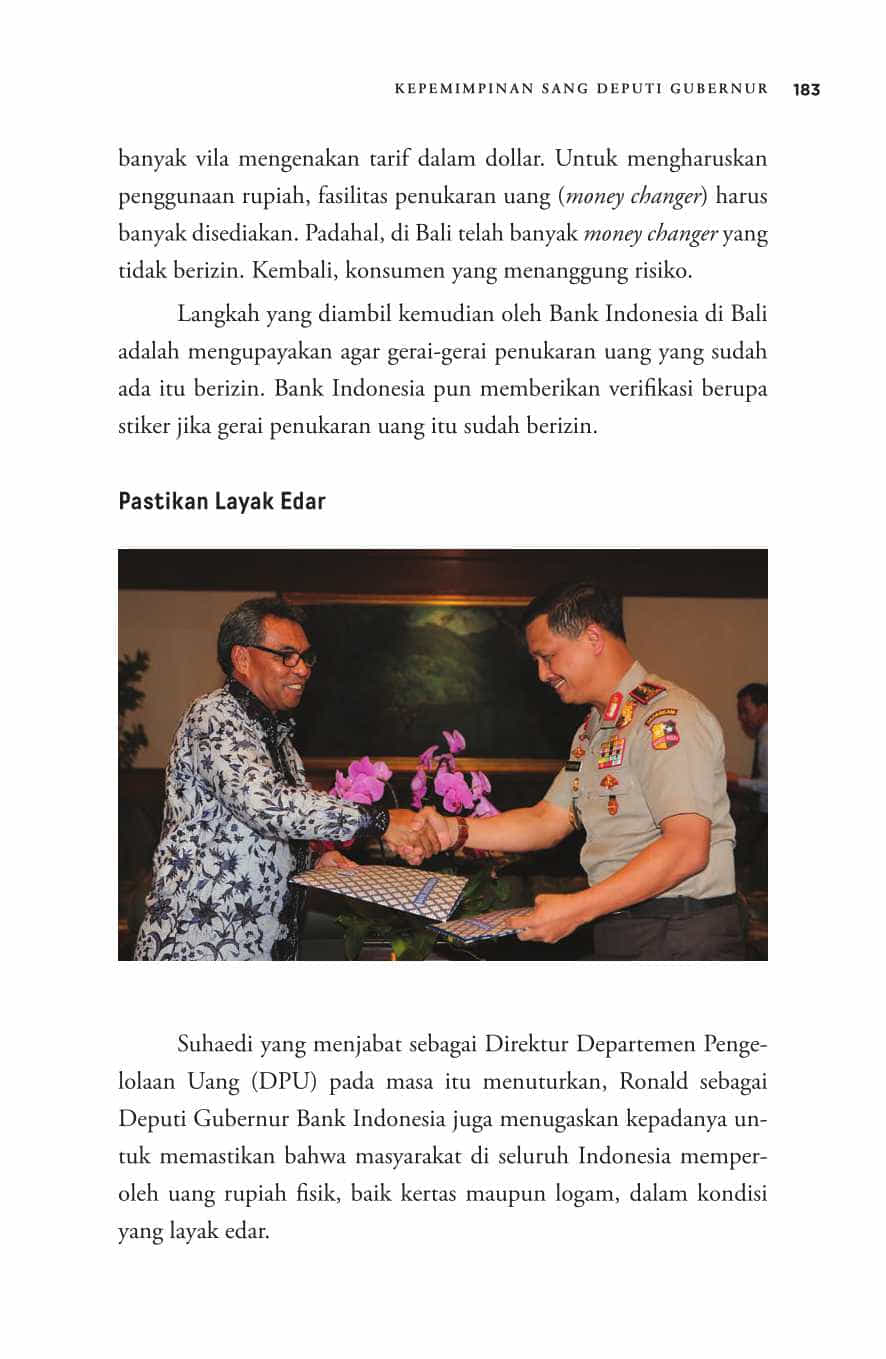 KEPEMIMPINAN SANG DEPUTI GUBERNUR 183
banyak vila mengenakan tarif dalam dollar. Untuk mengharuskan
penggunaan rupiah, fasilitas penukaran uang (money changer) harus
banyak disediakan. Padahal, di Bali telah banyak money changer yang
tidak berizin. Kembali, konsumen yang menanggung risiko.
Langkah yang diambil kemudian oleh Bank Indonesia di Bali
adalah mengupayakan agar gerai-gerai penukaran uang yang sudah
ada itu berizin. Bank Indonesia pun memberikan verifikasi berupa
stiker jika gerai penukaran uang itu sudah berizin.
Pastikan Layak Edar
Suhaedi yang menjabat sebagai Direktur Departemen Penge-
lolaan Uang (DPU) pada masa itu menuturkan, Ronald sebagai
Deputi Gubernur Bank Indonesia juga menugaskan kepadanya un-
tuk memastikan bahwa masyarakat di seluruh Indonesia memper-
oleh uang rupiah fisik, baik kertas maupun logam, dalam kondisi
yang layak edar.